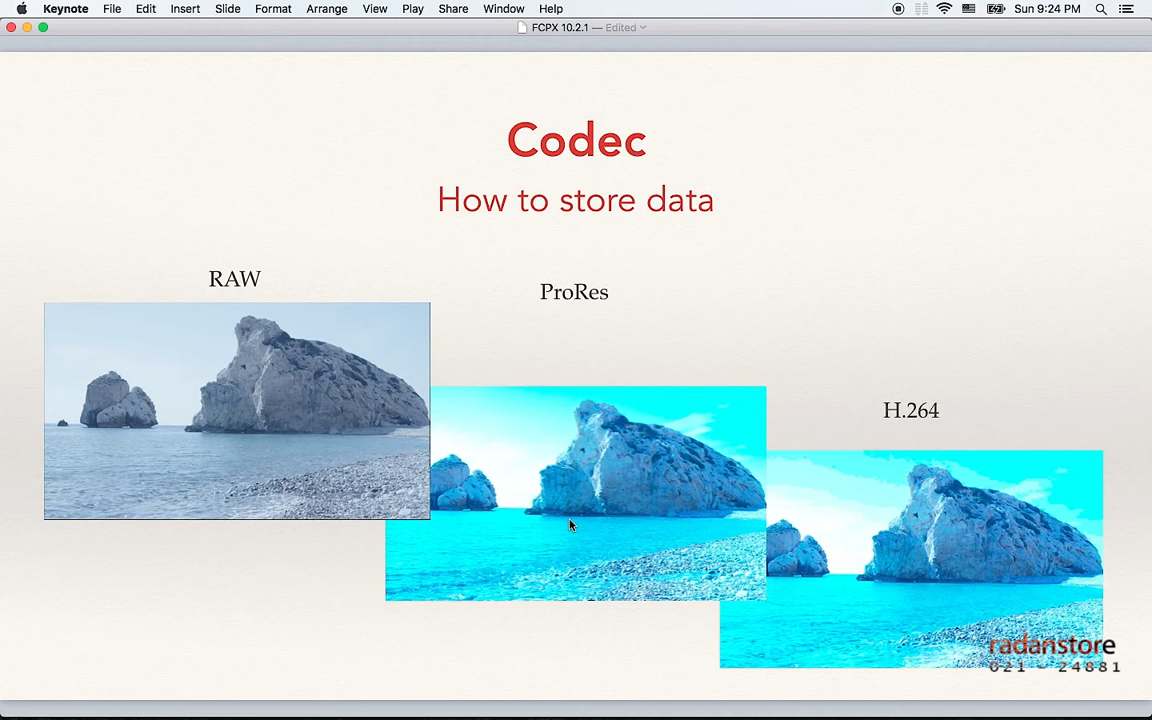 Keynote File Edit Insert Slide Format Arrange View Play Share Window Help Sun 9:24 PM
FCPX 10.2.1 — Edited
Codec
How to store data
RAW
ProRes
H.264
radanstore
021 - 24881